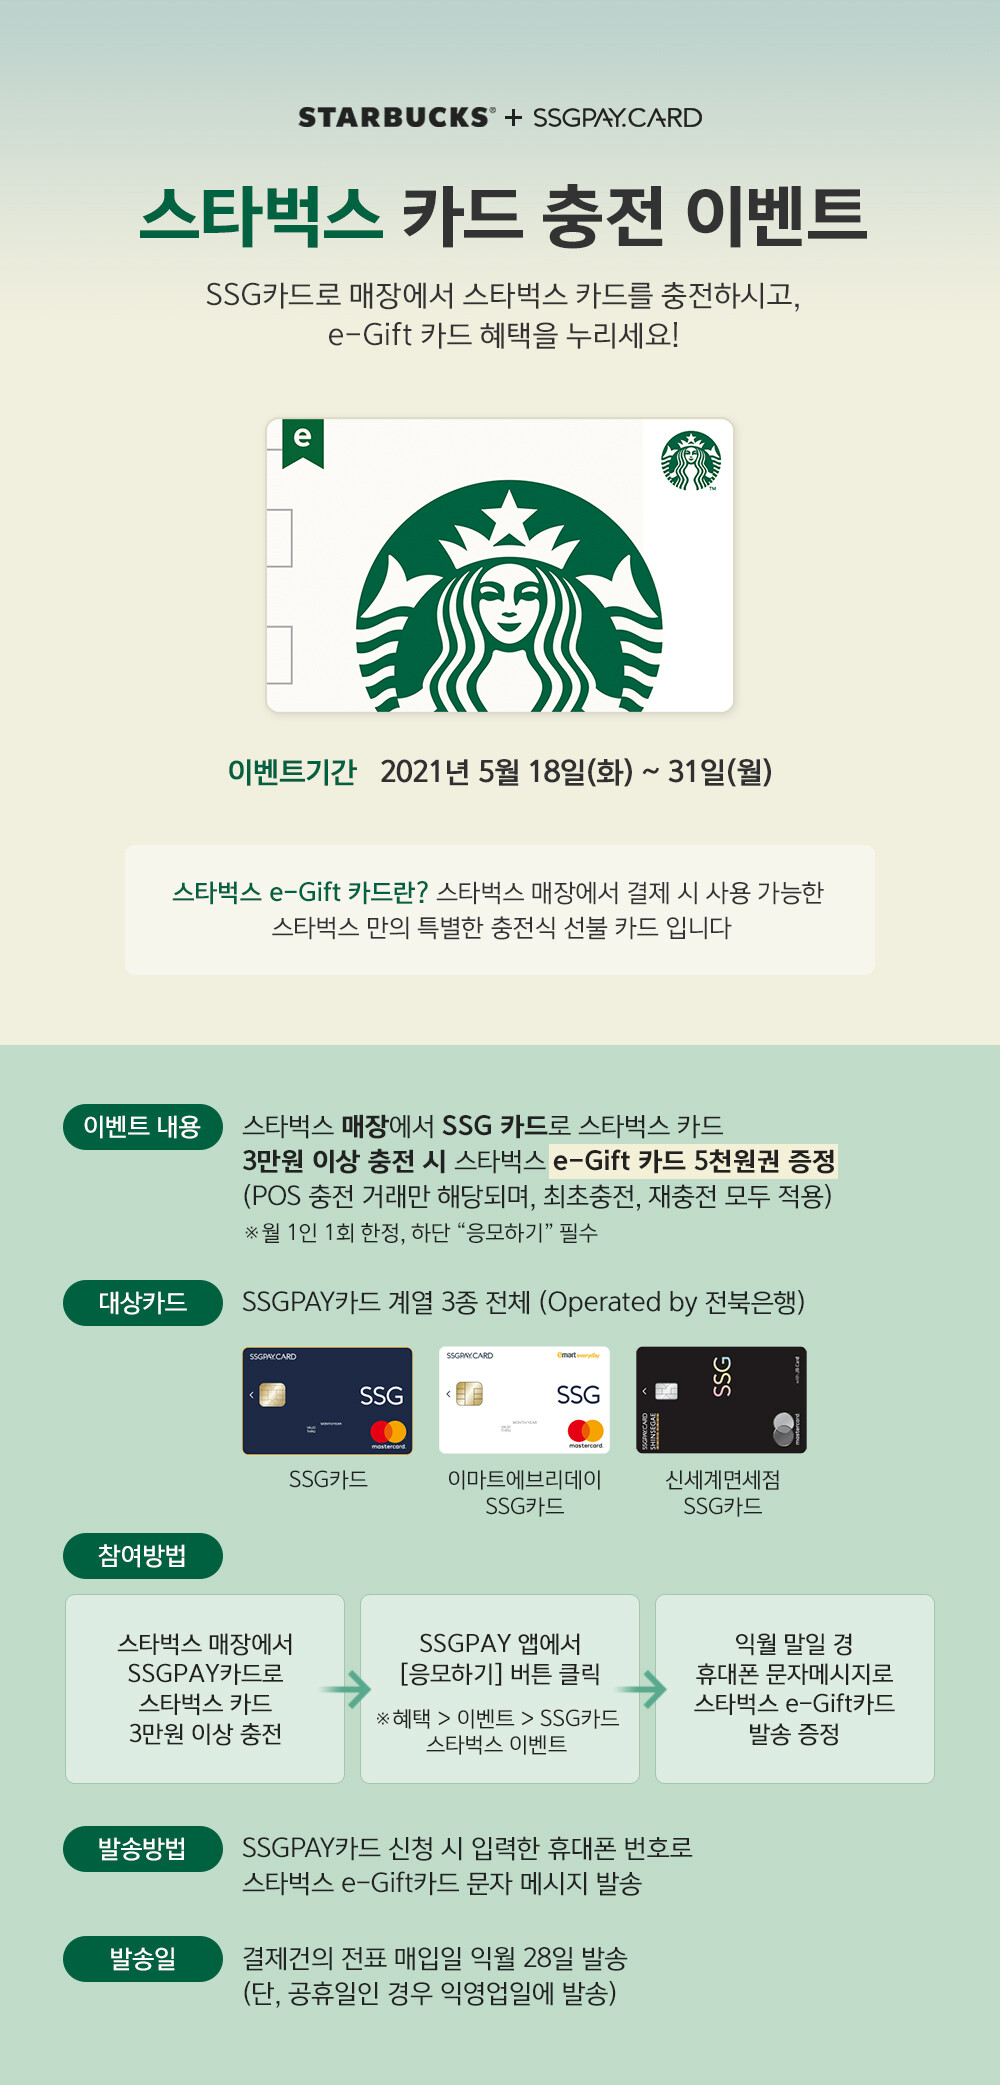 STARBUCKS® + SSGPAY.CARD
스타벅스 카드 충전 이벤트
SSG카드로 매장에서 스타벅스 카드를 충전하시고,
e-Gift 카드 혜택을 누리세요!
e
TM
이벤트기간 2021년 5월 18일(화) ~ 31일(월)
스타벅스 e-Gift 카드란? 스타벅스 매장에서 결제 시 사용 가능한
스타벅스 만의 특별한 충전식 선불 카드 입니다
이벤트 내용
스타벅스 매장에서 SSG 카드로 스타벅스 카드
3만원 이상 충전 시 스타벅스 e-Gift 카드 5천원권 증정
(POS 충전 거래만 해당되며, 최초충전, 재충전 모두 적용)
※월 1인 1회 한정, 하단 “응모하기” 필수
대상카드
SSGPAY카드 계열 3종 전체 (Operated by 전북은행)
SSGPAY.CARD
SSG
MONTH/YEAR
VALID
THRU
mastercard.
SSGPAY.CARD
emart everyday
SSG
MONTH/YEAR
VALID
THRU
mastercard.
SSG
SSGPAY.CARD
SHINSEGAE
mastercard.
SSG카드
이마트에브리데이
SSG카드
신세계면세점
SSG카드
참여방법
스타벅스 매장에서
SSGPAY카드로
스타벅스 카드
3만원 이상 충전
SSGPAY 앱에서
[응모하기] 버튼 클릭
※혜택 > 이벤트 > SSG카드
스타벅스 이벤트
익월 말일 경
휴대폰 문자메시지로
스타벅스 e-Gift카드
발송 증정
발송방법
SSGPAY카드 신청 시 입력한 휴대폰 번호로
스타벅스 e-Gift카드 문자 메시지 발송
발송일
결제건의 전표 매입일 익월 28일 발송
(단, 공휴일인 경우 익영업일에 발송)